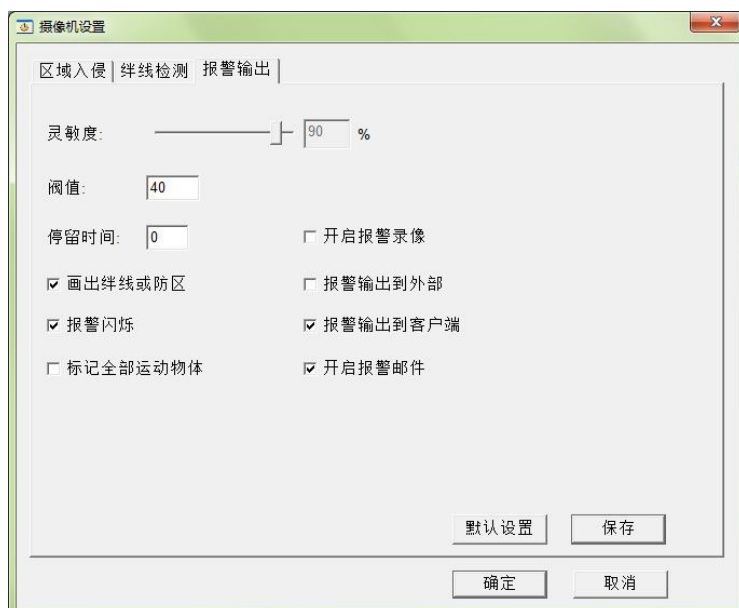 摄像机设置
区域入侵 绊线检测 报警输出
灵敏度: 90 %
阀值: 40
停留时间: 0 开启报警录像
画出绊线或防区 报警输出到外部
报警闪烁 报警输出到客户端
标记全部运动物体 开启报警邮件
默认设置 保存
确定 取消